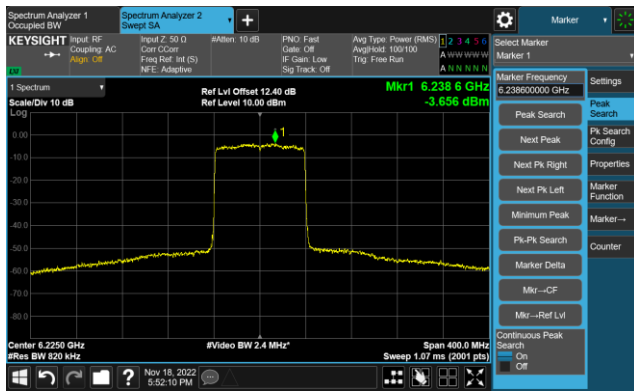 Spectrum Analyzer 1
Occupied BW
Spectrum Analyzer 2
Swept SA
+
Marker
KEYSIGHT
Input: RF
Coupling: AC
Align: Off
Input Z: 50 Ω
Corr CCorr
Freq Ref: Int (S)
NFE: Adaptive
#Atten: 10 dB
PNO: Fast
Gate: Off
IF Gain: Low
Sig Track: Off
Avg Type: Power (RMS)
Avg|Hold: 100/100
Trig: Free Run
1 2 3 4 5 6
A W W W W W
A N N N N N
LXI
Select Marker
Marker 1
1 Spectrum
Scale/Div 10 dB
Log
Ref Lvl Offset 12.40 dB
Ref Level 10.00 dBm
Mkr1 6.238 6 GHz
-3.656 dBm
1
0.00
-10.0
-20.0
-30.0
-40.0
-50.0
-60.0
-70.0
-80.0
Center 6.2250 GHz
#Res BW 820 kHz
#Video BW 2.4 MHz*
Span 400.0 MHz
Sweep 1.07 ms (2001 pts)
Marker Frequency
6.238600000 GHz
Peak Search
Next Peak
Next Pk Right
Next Pk Left
Minimum Peak
Pk-Pk Search
Marker Delta
Mkr→CF
Mkr→Ref Lvl
Continuous Peak
Search
On
Off
Settings
Peak
Search
Pk Search
Config
Properties
Marker
Function
Marker→
Counter
?
Nov 18, 2022
5:52:10 PM